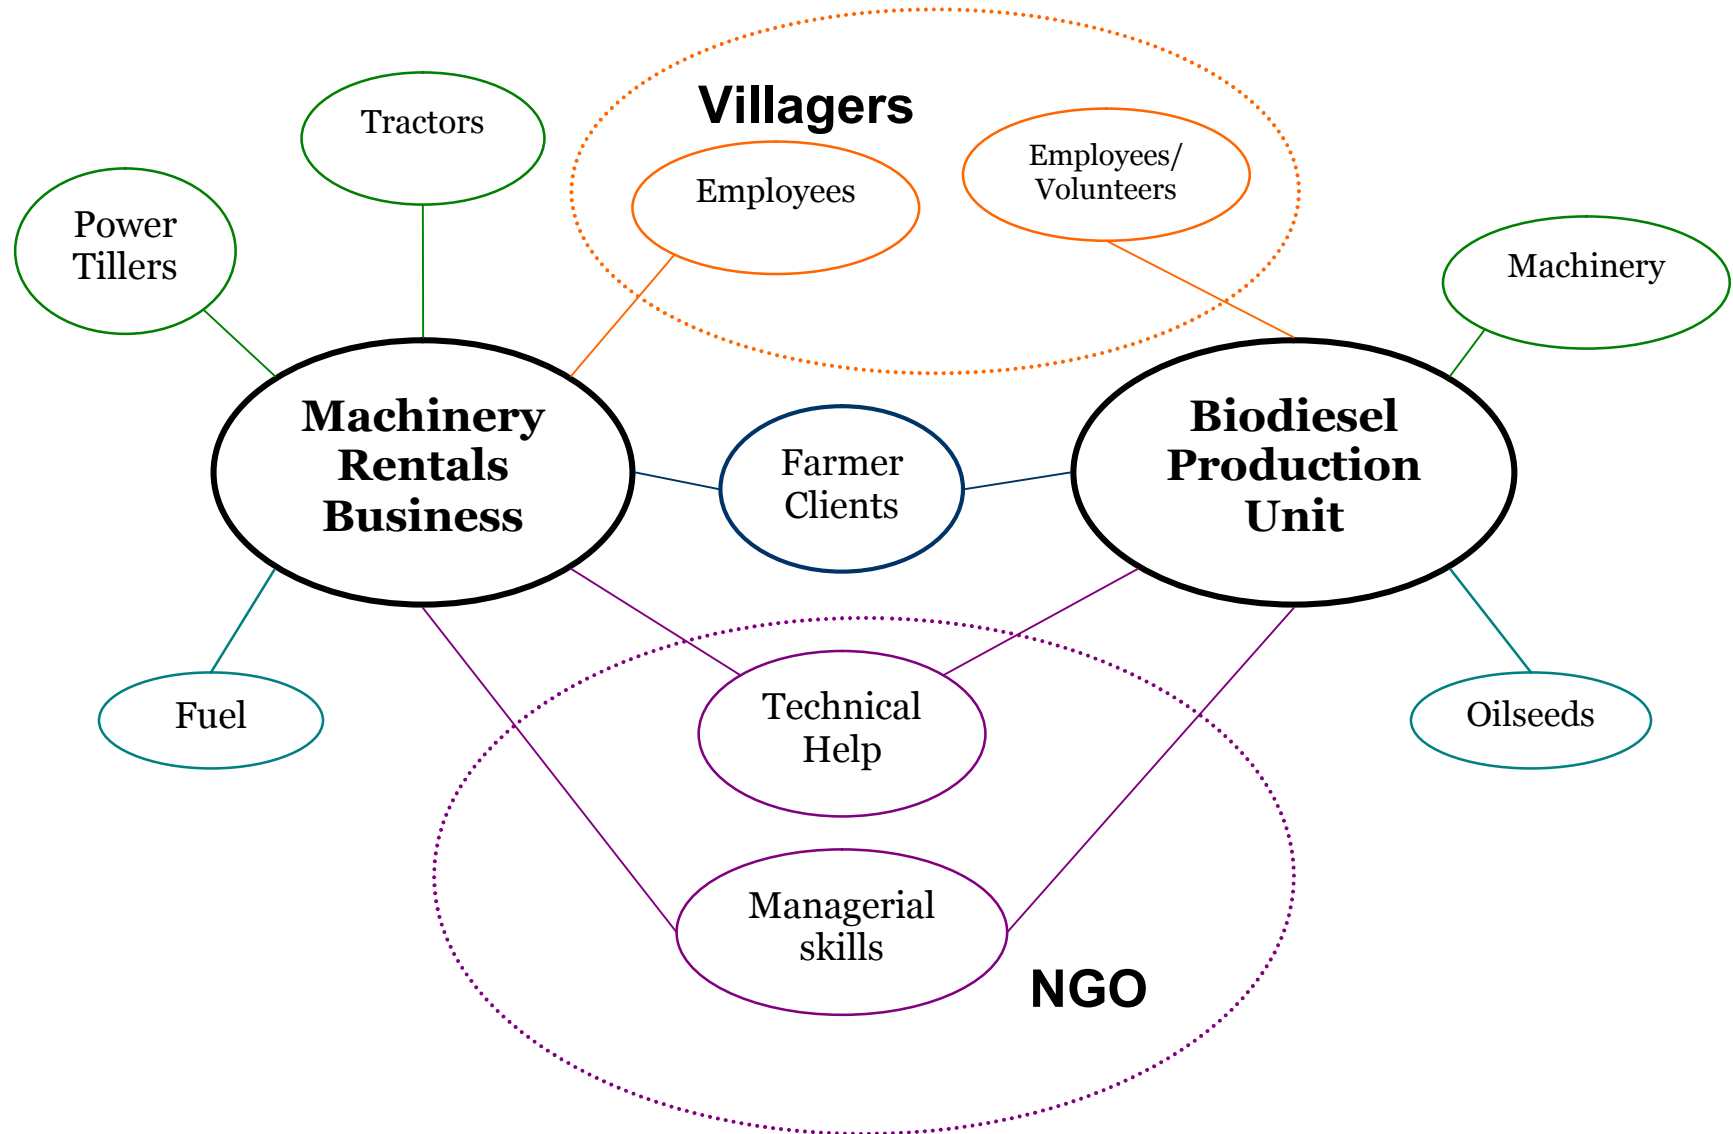 Villagers
Tractors
Employees/
Volunteers
Employees
Power
Tillers
Machinery
Machinery
Rentals
Business
Farmer
Clients
Biodiesel
Production
Unit
Fuel
Technical
Help
Oilseeds
Managerial
skills
NGO